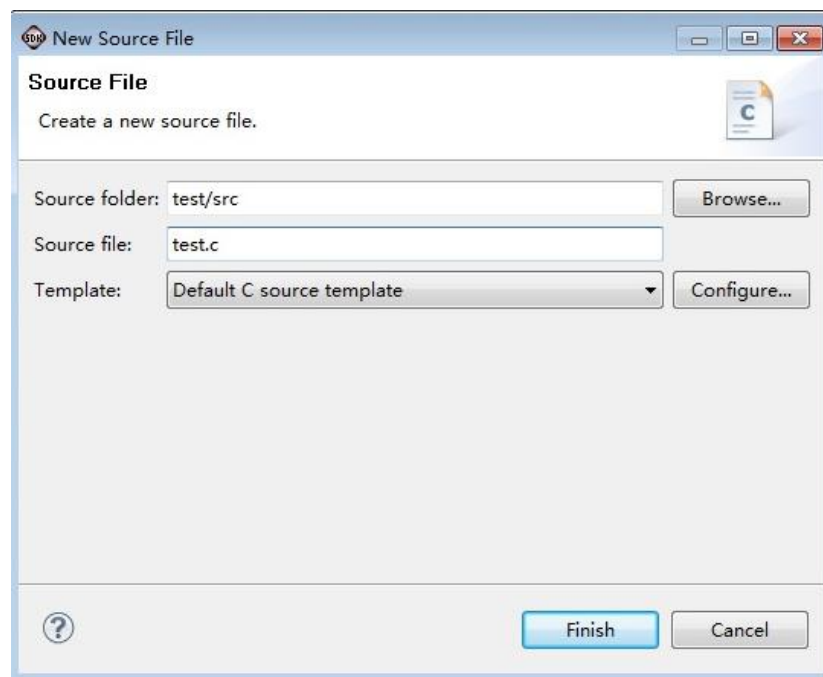 SDK New Source File
Source File
Create a new source file.
C
Source folder: test/src Browse...
Source file: test.c
Template: Default C source template Configure...
? Finish Cancel